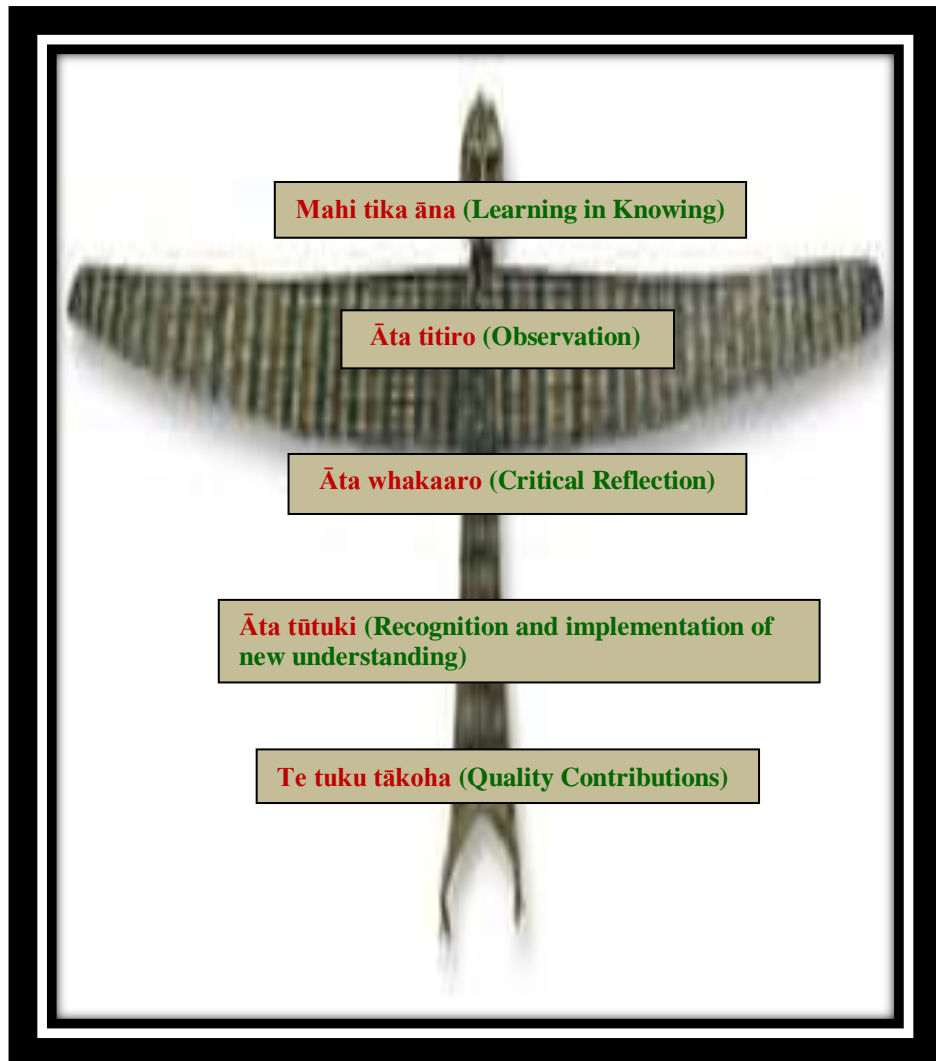 Mahi tika āna (Learning in Knowing)
Āta titiro (Observation)
Āta whakaaro (Critical Reflection)
Āta tūtuki (Recognition and implementation of
new understanding)
Te tuku tākoha (Quality Contributions)